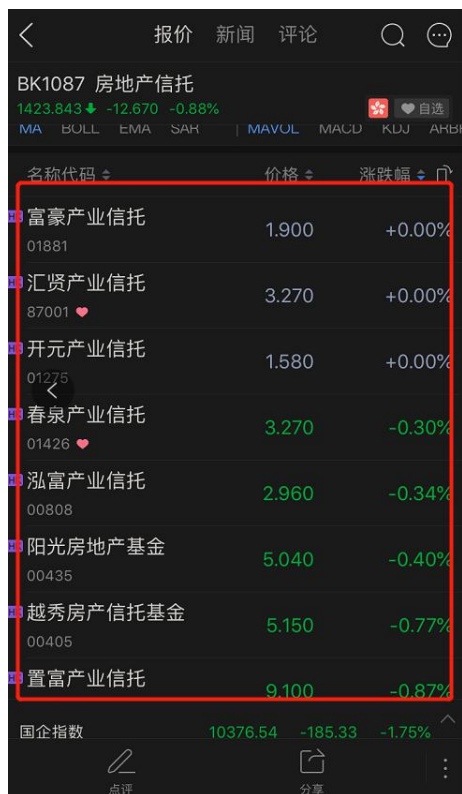 报价 新闻 评论
BK1087 房地产信托
1423.843 -12.670 -0.88% 自选
MA BOLL EMA SAR MAVOL MACD KDJ ARB
名称代码 价格 涨跌幅
富豪产业信托 1.900 +0.00%
01881
汇贤产业信托 3.270 +0.00%
87001
开元产业信托 1.580 +0.00%
01275
春泉产业信托 3.270 -0.30%
01426
泓富产业信托 2.960 -0.34%
00808
阳光房地产基金 5.040 -0.40%
00435
越秀房产信托基金 5.150 -0.77%
00405
置富产业信托 9.100 -0.87%
国企指数 10376.54 -185.33 -1.75%
点评 分享